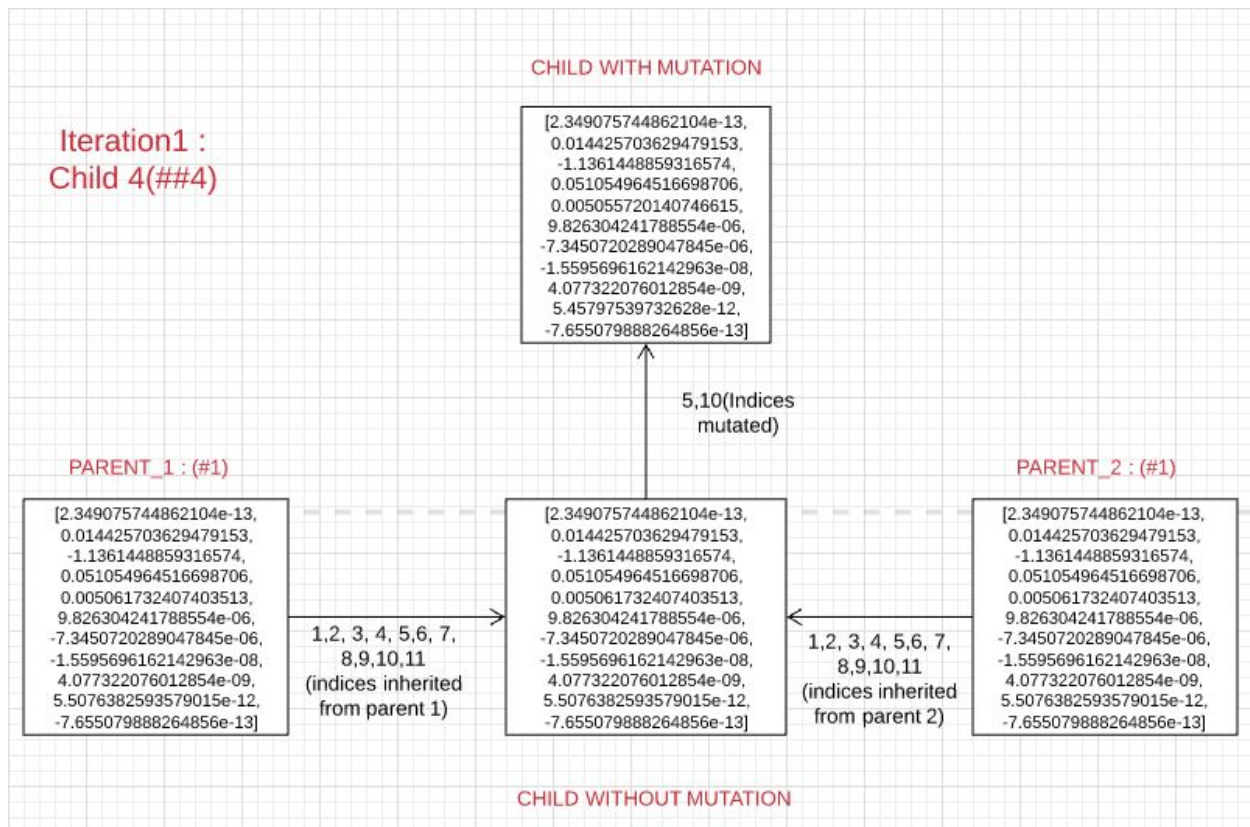 CHILD WITH MUTATION
Iteration1 :
Child 4(##4)
[2.349075744862104e-13,
0.014425703629479153,
-1.1361448859316574,
0.051054964516698706,
0.005055720140746615,
9.826304241788554e-06,
-7.3450720289047845e-06,
-1.5595696162142963e-08,
4.077322076012854e-09,
5.45797539732628e-12,
-7.655079888264856e-13]
5,10(Indices
mutated)
PARENT_1 : (#1)
[2.349075744862104e-13,
0.014425703629479153,
-1.1361448859316574,
0.051054964516698706,
0.005061732407403513,
9.826304241788554e-06,
-7.3450720289047845e-06,
-1.5595696162142963e-08,
4.077322076012854e-09,
5.5076382593579015e-12,
-7.655079888264856e-13]
1,2, 3, 4, 5,6, 7,
8,9,10,11
(indices inherited
from parent 1)
[2.349075744862104e-13,
0.014425703629479153,
-1.1361448859316574,
0.051054964516698706,
0.005061732407403513,
9.826304241788554e-06,
-7.3450720289047845e-06,
-1.5595696162142963e-08,
4.077322076012854e-09,
5.5076382593579015e-12,
-7.655079888264856e-13]
1,2, 3, 4, 5,6, 7,
8,9,10,11
(indices inherited
from parent 2)
PARENT_2 : (#1)
[2.349075744862104e-13,
0.014425703629479153,
-1.1361448859316574,
0.051054964516698706,
0.005061732407403513,
9.826304241788554e-06,
-7.3450720289047845e-06,
-1.5595696162142963e-08,
4.077322076012854e-09,
5.5076382593579015e-12,
-7.655079888264856e-13]
CHILD WITHOUT MUTATION